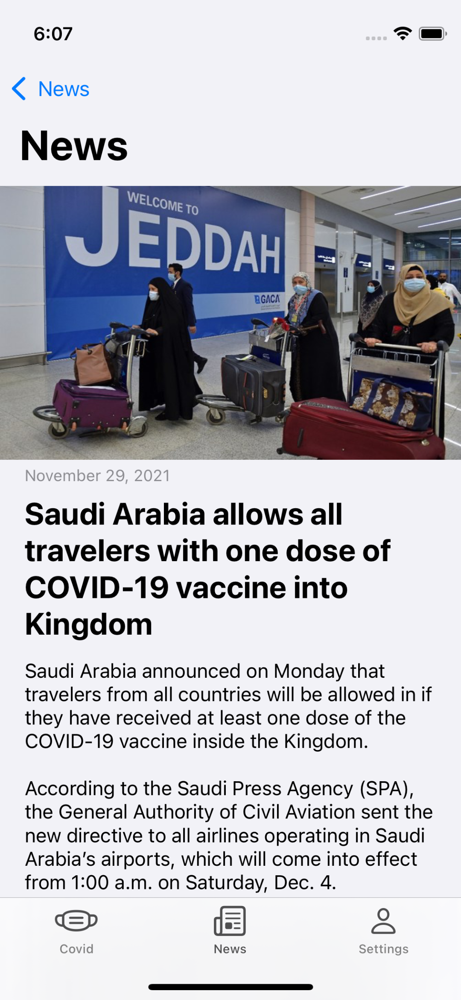 6:07
News
News
WELCOME TO
JEDDAH
GACA
November 29, 2021
Saudi Arabia allows all
travelers with one dose of
COVID-19 vaccine into
Kingdom
Saudi Arabia announced on Monday that
travelers from all countries will be allowed in if
they have received at least one dose of the
COVID-19 vaccine inside the Kingdom.
According to the Saudi Press Agency (SPA),
the General Authority of Civil Aviation sent the
new directive to all airlines operating in Saudi
Arabia’s airports, which will come into effect
from 1:00 a.m. on Saturday, Dec. 4.
Covid
News
Settings